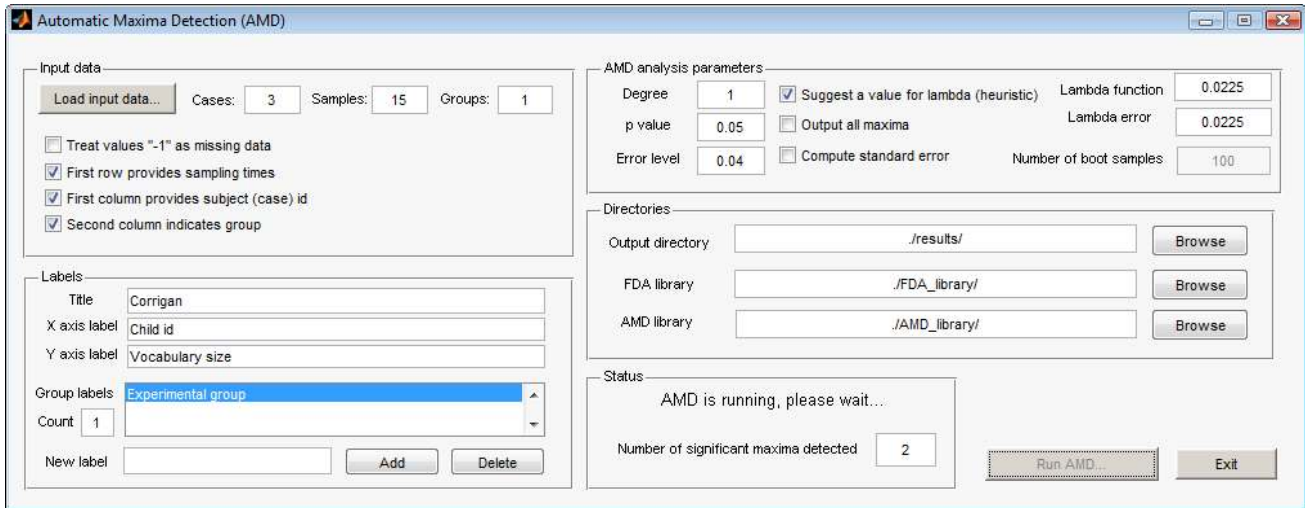 Automatic Maxima Detection (AMD)
Input data
Load input data... Cases: 3 Samples: 15 Groups: 1
Treat values "-1" as missing data
First row provides sampling times
First column provides subject (case) id
Second column indicates group
Labels
Title Corrigan
X axis label Child id
Y axis label Vocabulary size
Group labels Experimental group
Count 1
New label Add Delete
AMD analysis parameters
Degree 1 Suggest a value for lambda (heuristic) Lambda function 0.0225
p value 0.05 Output all maxima Lambda error 0.0225
Error level 0.04 Compute standard error Number of boot samples 100
Directories
Output directory ./results/ Browse
FDA library ./FDA_library/ Browse
AMD library ./AMD_library/ Browse
Status
AMD is running, please wait...
Number of significant maxima detected 2
Run AMD... Exit